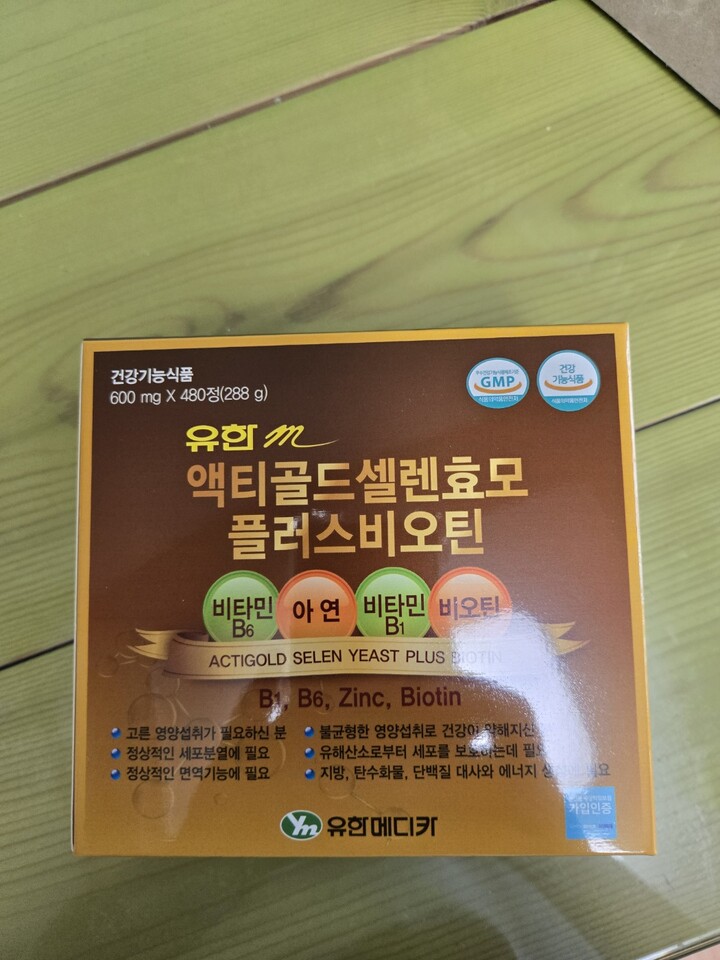 건강기능식품
600 mg X 480정(288 g)
GMP
건강
기능식품
유한 m
액티골드셀렌효모
플러스비오틴
비타민
B6
아연
비타민
B1
비오틴
ACTIGOLD SELEN YEAST PLUS BIOTIN
B1, B6, Zinc, Biotin
고른 영양섭취가 필요하신 분
불균형한 영양섭취로 건강이 약해지신
정상적인 세포분열에 필요
유해산소로부터 세포를 보호하는데 필요
정상적인 면역기능에 필요
지방, 탄수화물, 단백질 대사와 에너지 생성에 필요
가입인증
Ym 유한메디카